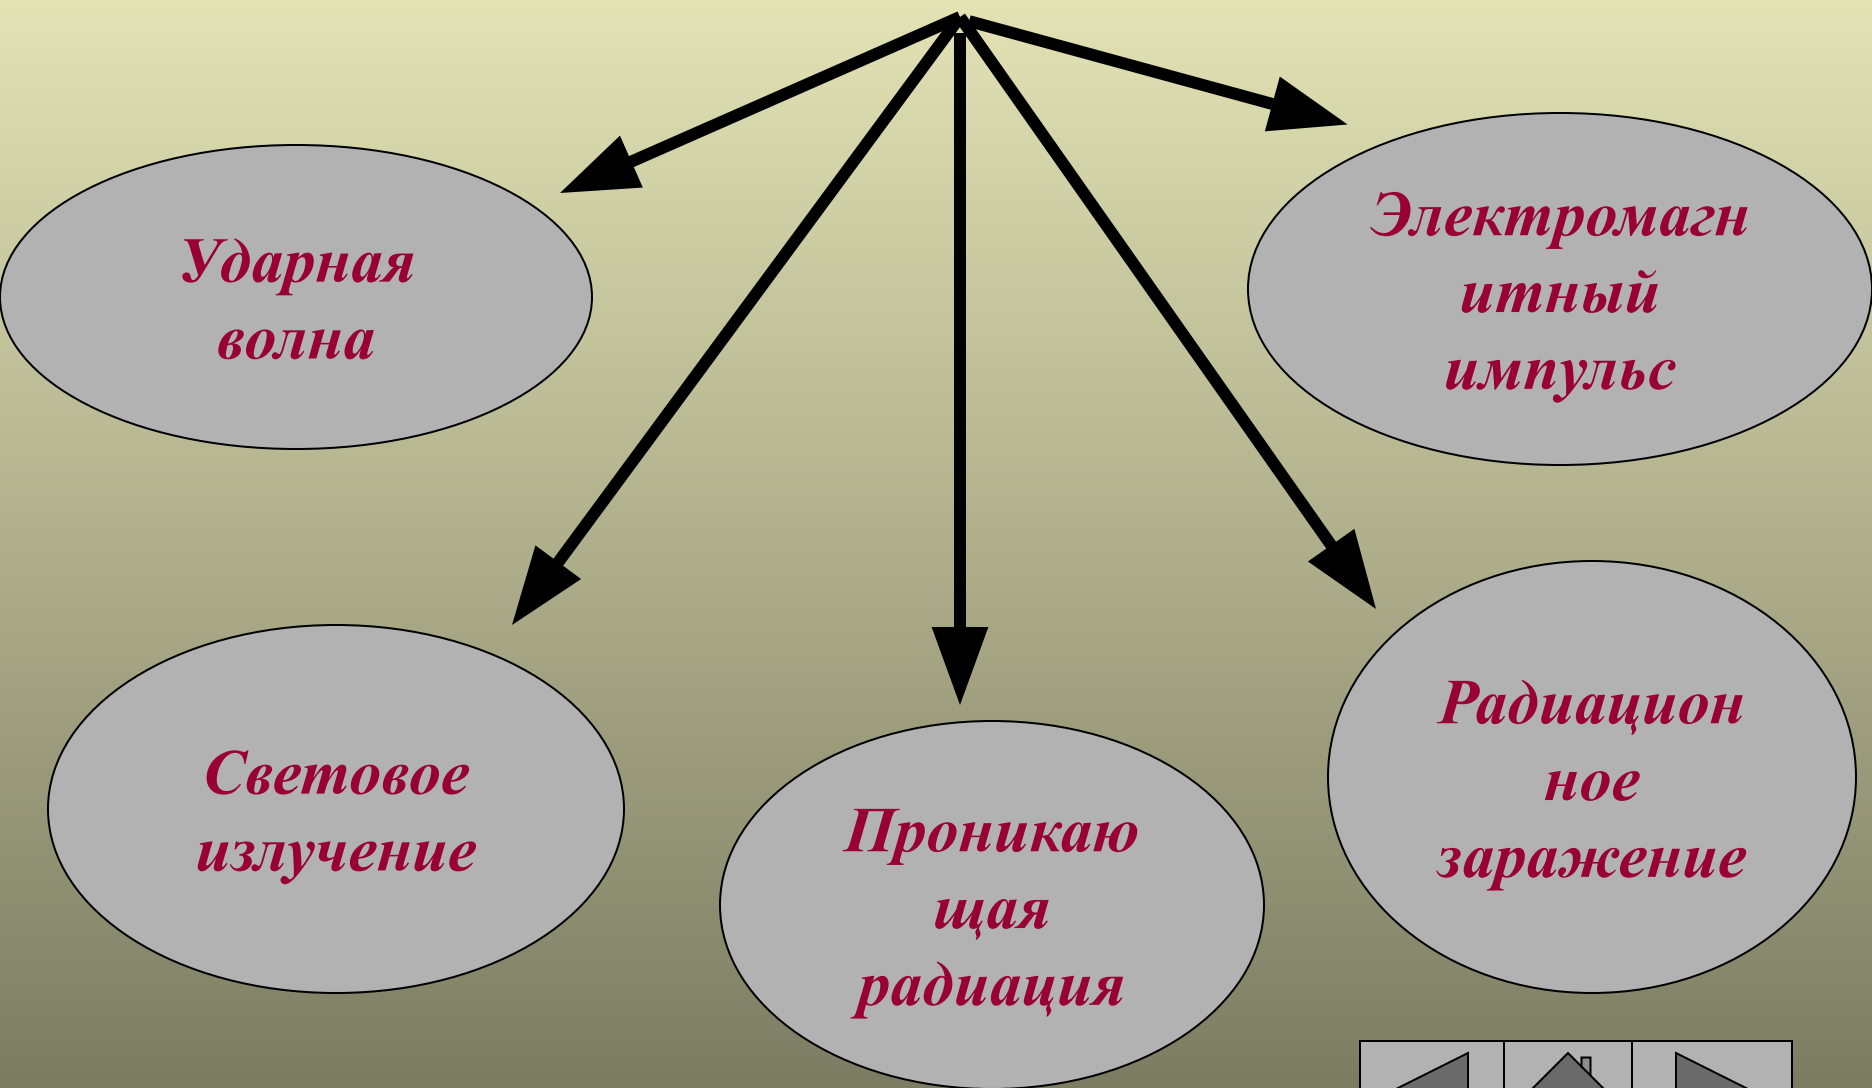 Ударная
волна
Электромагн
итный
импульс
Световое
излучение
Проникаю
щая
радиация
Радиацион
ное
заражение